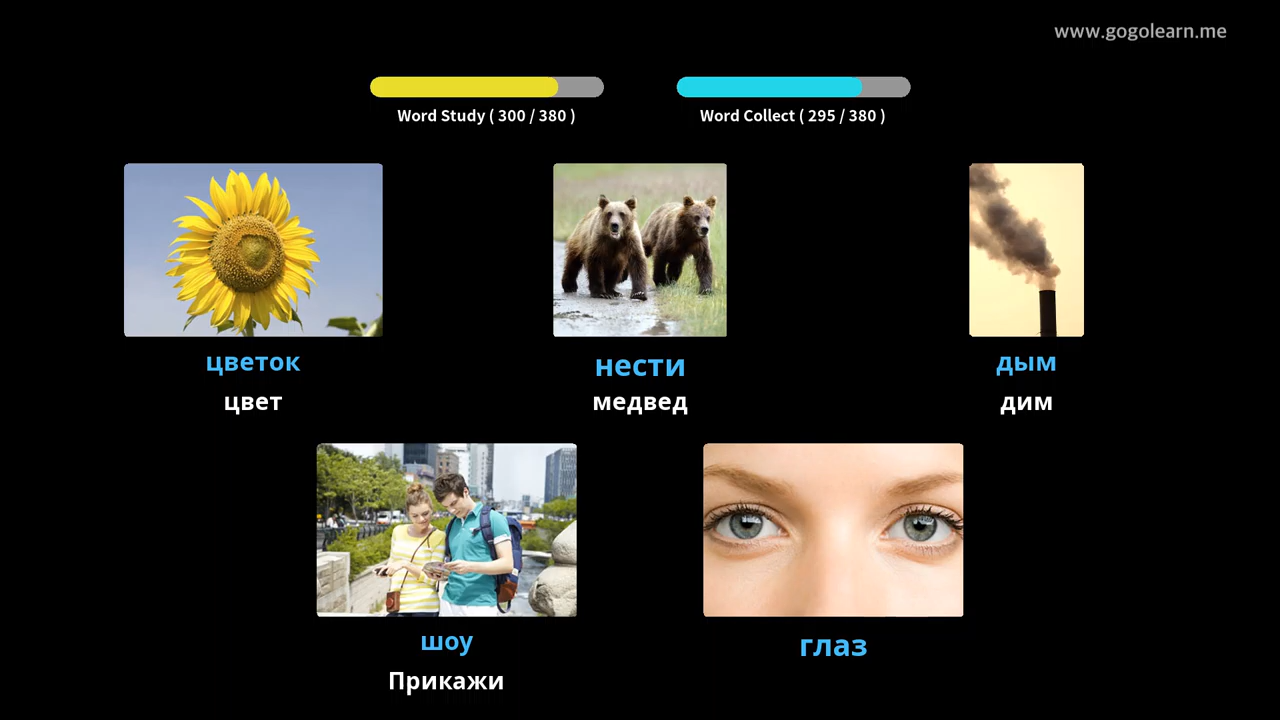 www.gogolearn.me
Word Study ( 300 / 380 )
Word Collect ( 295 / 380 )
цветок
цвет
нести
медвед
дым
дим
шоу
Прикажи
глаз